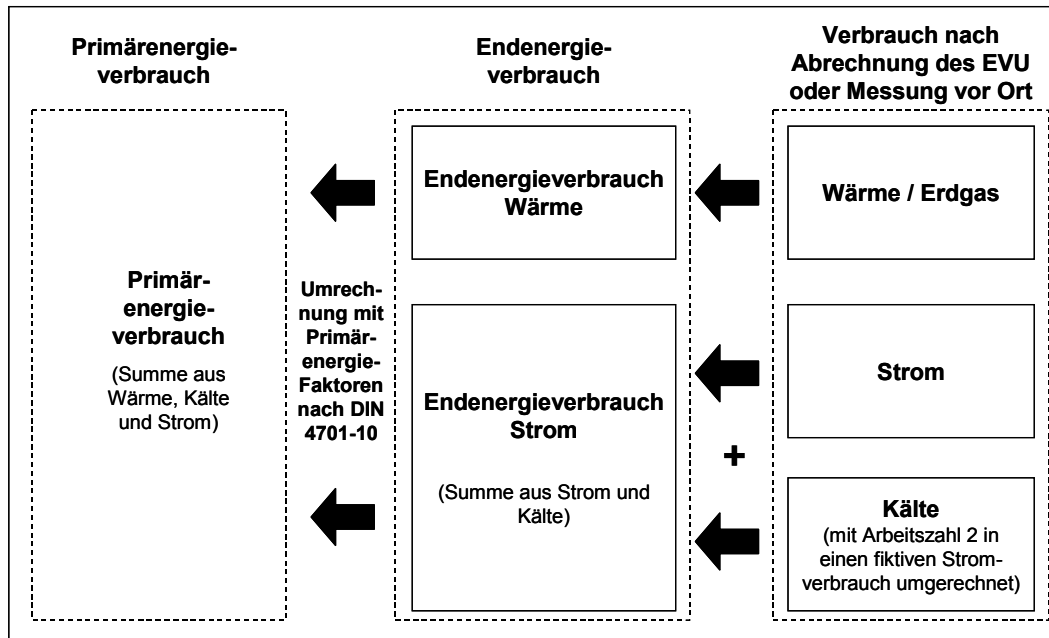 Primärenergie-
verbrauch
Endenergie-
verbrauch
Verbrauch nach
Abrechnung des EVU
oder Messung vor Ort
Primär-
energie-
verbrauch
(Summe aus
Wärme, Kälte
und Strom)
Umrech-
nung mit
Primär-
energie-
Faktoren
nach DIN
4701-10
Endenergieverbrauch
Wärme
Endenergieverbrauch
Strom
(Summe aus Strom und
Kälte)
Wärme / Erdgas
Strom
+
Kälte
(mit Arbeitszahl 2 in
einen fiktiven Strom-
verbrauch umgerechnet)